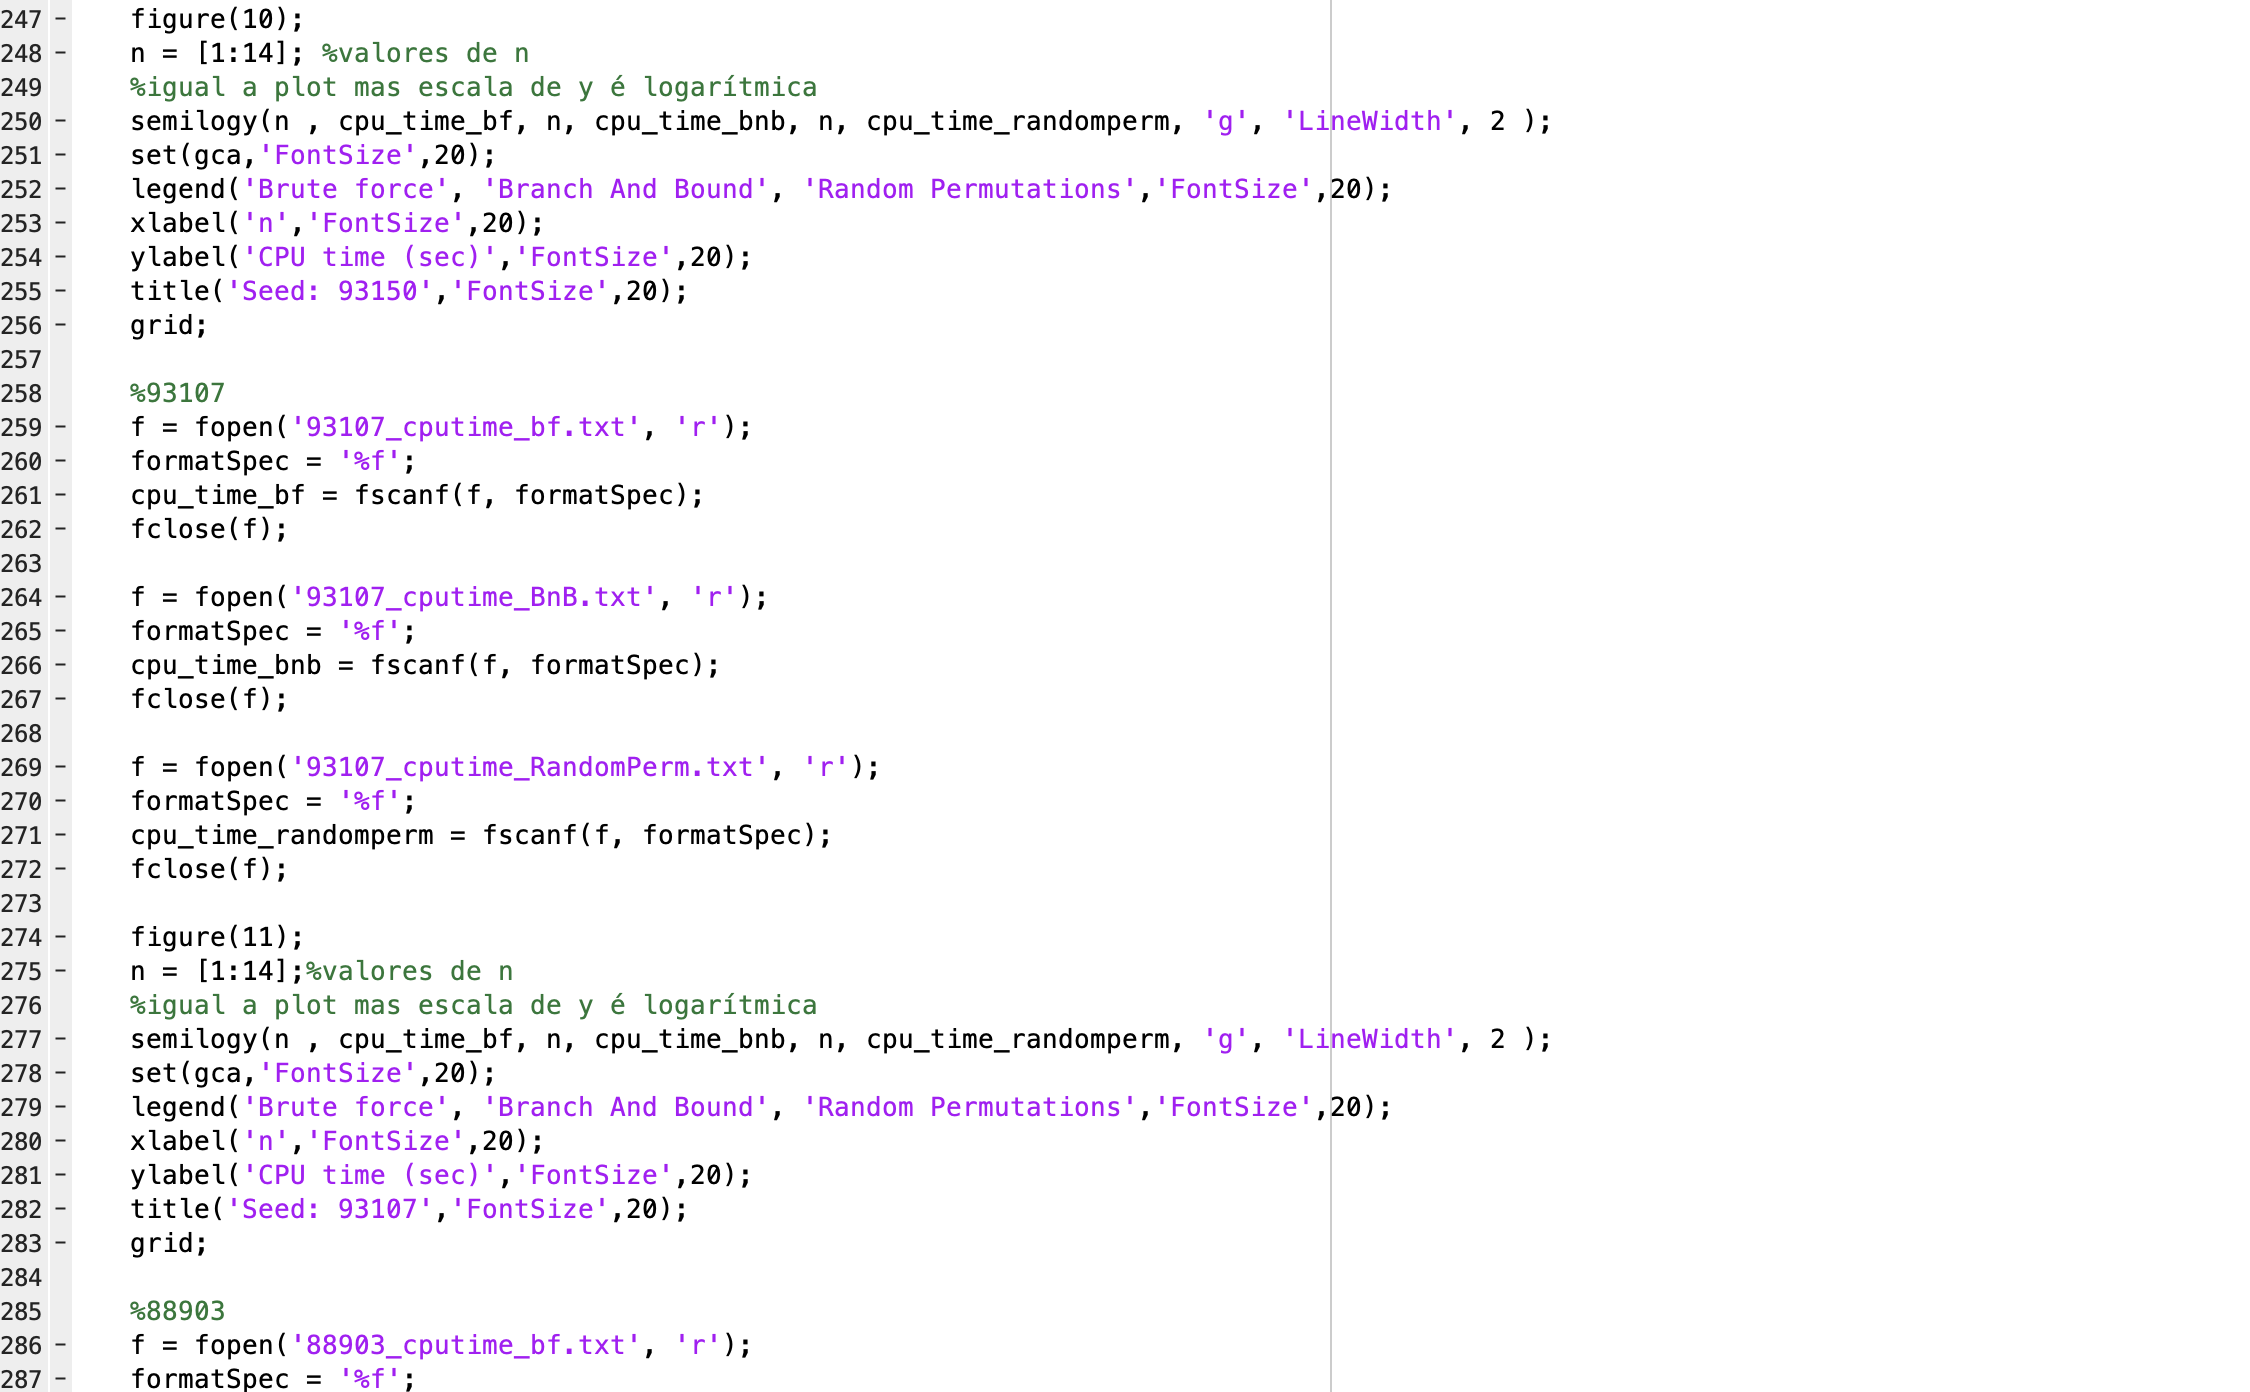 247 - figure(10);
248 - n = [1:14]; %valores de n
249 %igual a plot mas escala de y é logarítmica
250 - semilogy(n , cpu_time_bf, n, cpu_time_bnb, n, cpu_time_randomperm, 'g', 'LineWidth', 2 );
251 - set(gca,'FontSize',20);
252 - legend('Brute force', 'Branch And Bound', 'Random Permutations','FontSize',20);
253 - xlabel('n','FontSize',20);
254 - ylabel('CPU time (sec)','FontSize',20);
255 - title('Seed: 93150','FontSize',20);
256 - grid;
257
258 %93107
259 - f = fopen('93107_cputime_bf.txt', 'r');
260 - formatSpec = '%f';
261 - cpu_time_bf = fscanf(f, formatSpec);
262 - fclose(f);
263
264 - f = fopen('93107_cputime_BnB.txt', 'r');
265 - formatSpec = '%f';
266 - cpu_time_bnb = fscanf(f, formatSpec);
267 - fclose(f);
268
269 - f = fopen('93107_cputime_RandomPerm.txt', 'r');
270 - formatSpec = '%f';
271 - cpu_time_randomperm = fscanf(f, formatSpec);
272 - fclose(f);
273
274 - figure(11);
275 - n = [1:14];%valores de n
276 %igual a plot mas escala de y é logarítmica
277 - semilogy(n , cpu_time_bf, n, cpu_time_bnb, n, cpu_time_randomperm, 'g', 'LineWidth', 2 );
278 - set(gca,'FontSize',20);
279 - legend('Brute force', 'Branch And Bound', 'Random Permutations','FontSize',20);
280 - xlabel('n','FontSize',20);
281 - ylabel('CPU time (sec)','FontSize',20);
282 - title('Seed: 93107','FontSize',20);
283 - grid;
284
285 %88903
286 - f = fopen('88903_cputime_bf.txt', 'r');
287 - formatSpec = '%f';